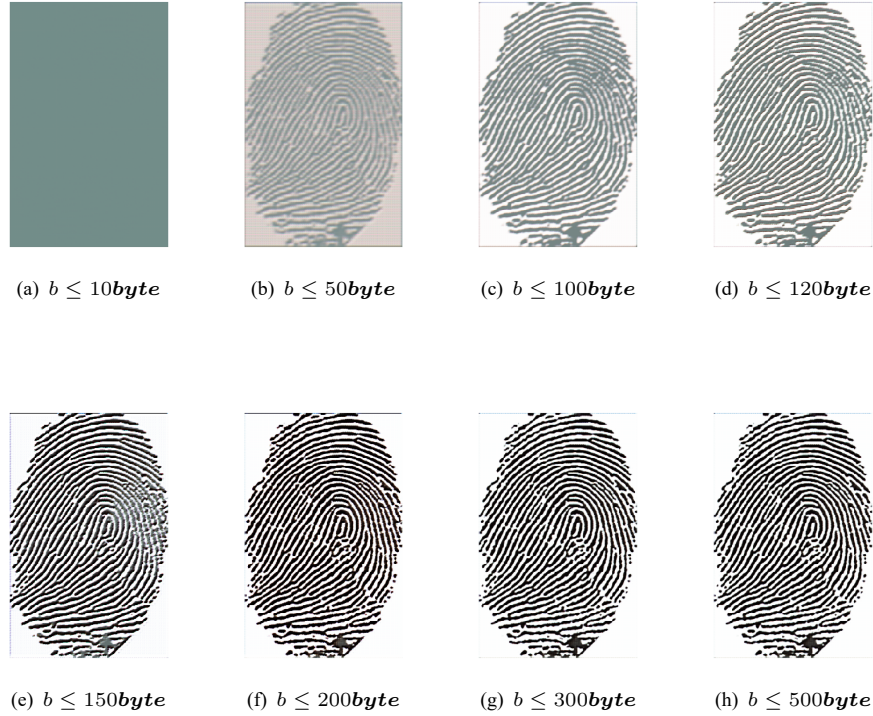 (a) b ≤ 10byte (b) b ≤ 50byte (c) b ≤ 100byte (d) b ≤ 120byte
(e) b ≤ 150byte (f) b ≤ 200byte (g) b ≤ 300byte (h) b ≤ 500byte